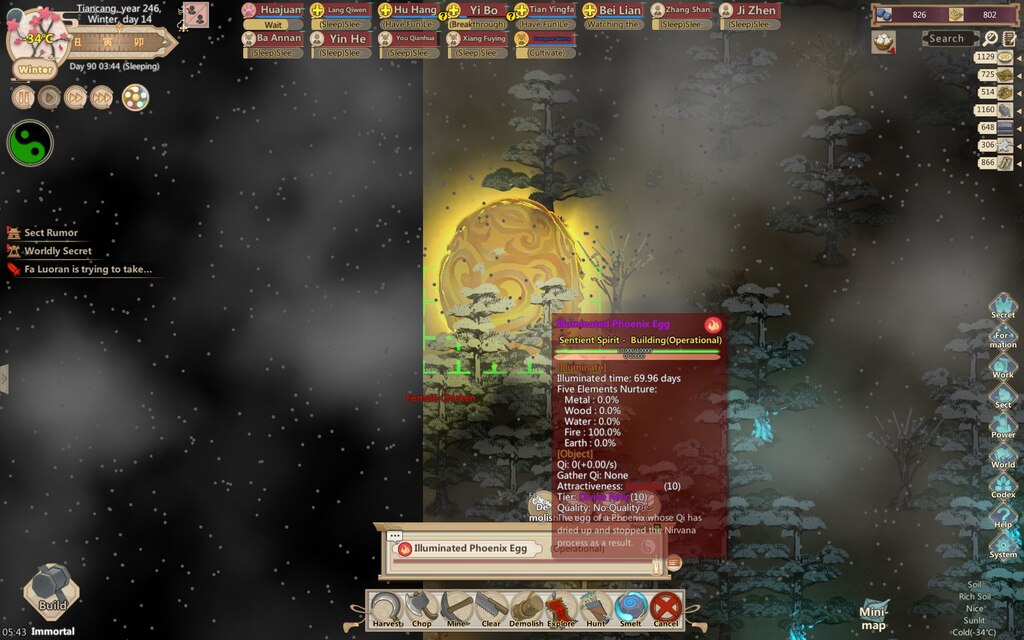 Tiancang, year 246,
Winter, day 14
-34℃
丑 寅 卯
Winter
Day 90 03:44 (Sleeping)
Huajuan
Wait
Lang Qiwen
(Sleep)Slee···
Hu Hang
(Have Fun)Le···
Yi Bo
(Breakthrough)
Tian Yingfa
(Have Fun)Le···
Bei Lian
(Watching the
Zhang Shan
(Sleep)Slee···
Ji Zhen
(Sleep)Slee···
Ba Annan
(Sleep)Slee···
Yin He
(Sleep)Slee···
You Qianhua
(Sleep)Slee···
Xiang Fuying
(Sleep)Slee···
Cultivate
826
802
Search
1129
725
514
1160
648
306
866
Sect Rumor
Worldly Secret
Fa Luoran is trying to take...
Female Chicken
Illuminated Phoenix Egg
Sentient Spirit - Building(Operational)
[Illuminate]
Illuminated time: 69.96 days
Five Elements Nurture:
Metal : 0.0%
Wood : 0.0%
Water : 0.0%
Fire : 100.0%
Earth : 0.0%
[Object]
Qi: 0(+0.00/s)
Gather Qi: None
Attractiveness: (10)
Tier: (10)
Quality: No Quality
The egg of a Phoenix whose Qi has
dried up and stopped the Nirvana
process as a result.
Illuminated Phoenix Egg
(Operational)
Harvest
Chop
Mine
Clear
Demolish
Explore
Hunt
Smelt
Cancel
Secret
For-
mation
Work
Sect
Power
World
Codex
Help
System
Build
05:43 Immortal
Mini-
map
Soil
Rich Soil
Nice
Sunlit
Cold(-34℃)